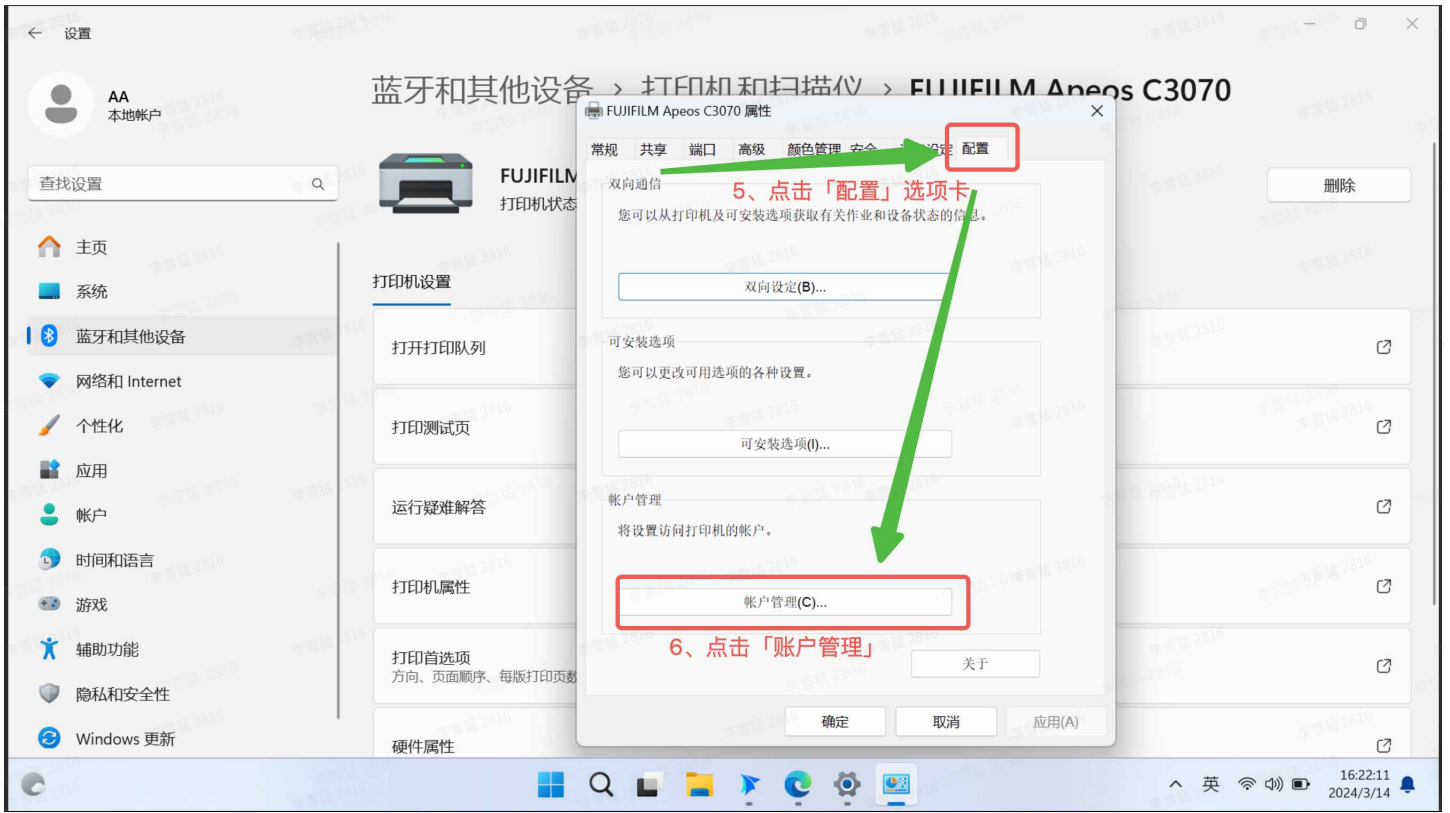 设置
AA
本地帐户
查找设置
主页
系统
蓝牙和其他设备
网络和 Internet
个性化
应用
帐户
时间和语言
游戏
辅助功能
隐私和安全性
Windows 更新
蓝牙和其他设备 › 打印机和扫描仪 › FUJIFILM Apeos C3070
FUJIFILM
打印机状态
删除
打印机设置
打开打印队列
打印测试页
运行疑难解答
打印机属性
打印首选项
方向、页面顺序、每版打印页数
硬件属性
FUJIFILM Apeos C3070 属性
常规 共享 端口 高级 颜色管理 安全 设定 配置
双向通信
5、点击「配置」选项卡
您可以从打印机及可安装选项获取有关作业和设备状态的信息。
双向设定(B)...
可安装选项
您可以更改可用选项的各种设置。
可安装选项(I)...
帐户管理
将设置访问打印机的帐户。
帐户管理(C)...
6、点击「账户管理」
关于
确定 取消 应用(A)
英
16:22:11
2024/3/14
李雪猛 2816